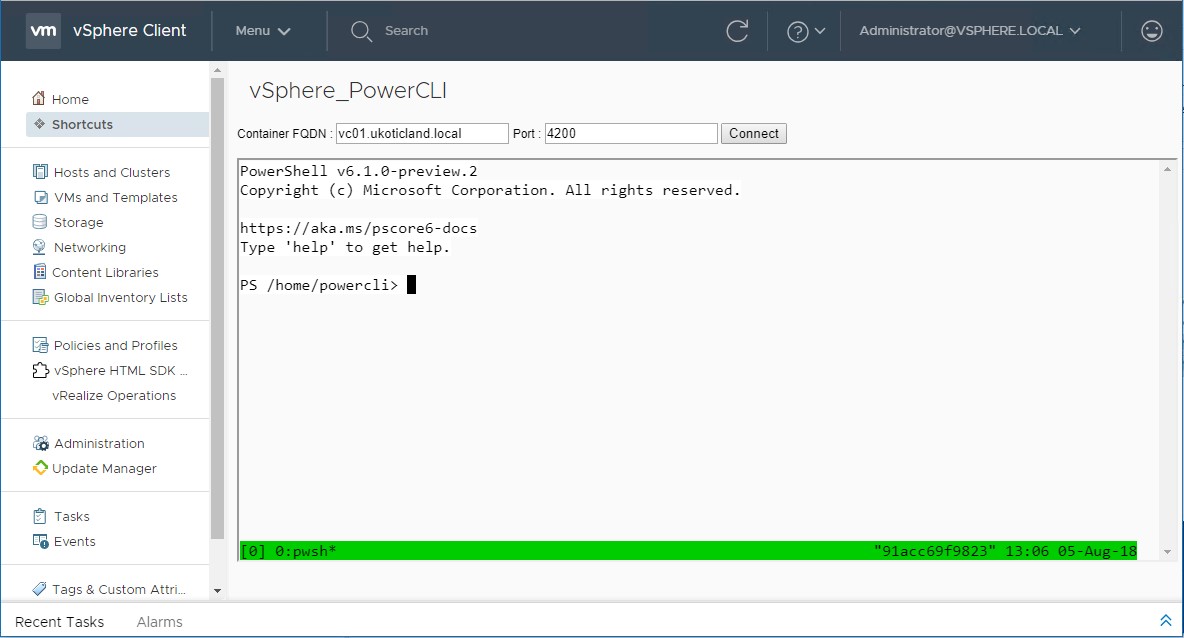 vm vSphere Client Menu Search ? Administrator@VSPHERE.LOCAL
Home
Shortcuts
Hosts and Clusters
VMs and Templates
Storage
Networking
Content Libraries
Global Inventory Lists
Policies and Profiles
vSphere HTML SDK ...
vRealize Operations
Administration
Update Manager
Tasks
Events
Tags & Custom Attri...
vSphere_PowerCLI
Container FQDN : vc01.ukoticland.local Port : 4200 Connect
PowerShell v6.1.0-preview.2
Copyright (c) Microsoft Corporation. All rights reserved.
https://aka.ms/pscore6-docs
Type 'help' to get help.
PS /home/powercli>
[0] 0:pwsh* "91acc69f9823" 13:06 05-Aug-18
Recent Tasks Alarms